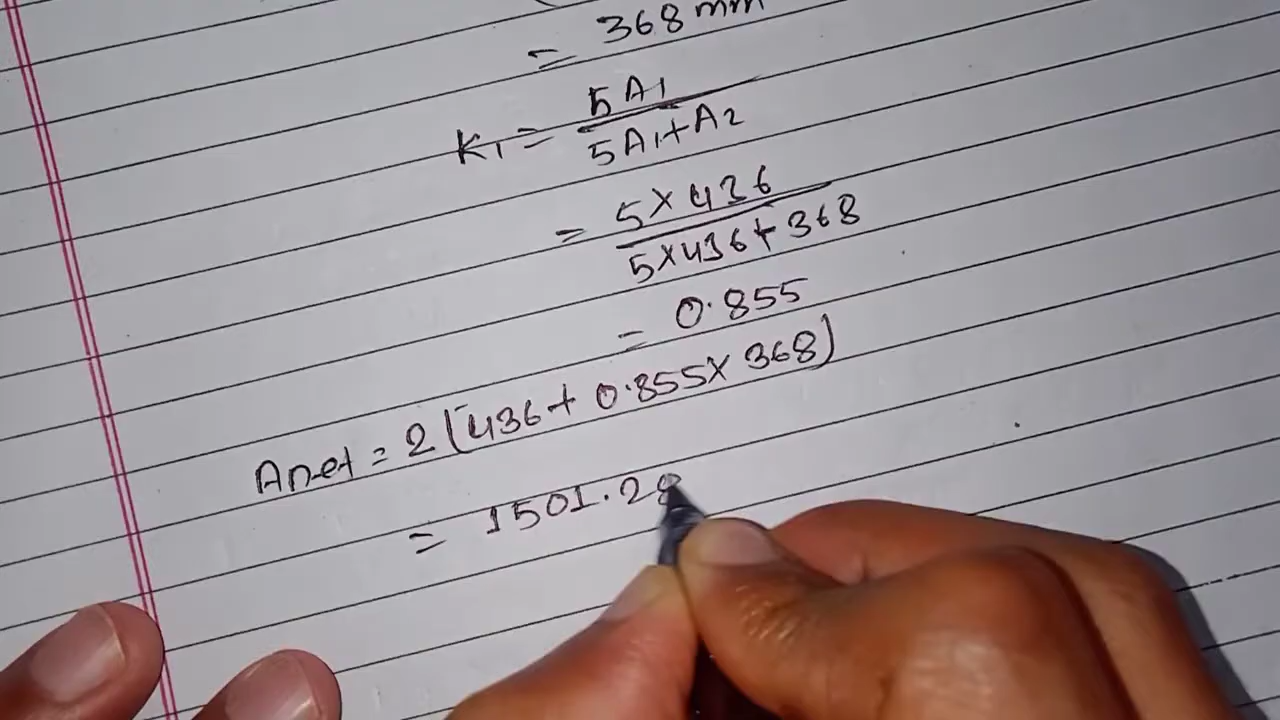 = 368 mm
K1 = 5A1 / 5A1+A2
= 5×436 / 5×436+368
= 0.855
Anet = 2(436+0.855×368)
= 1501.28